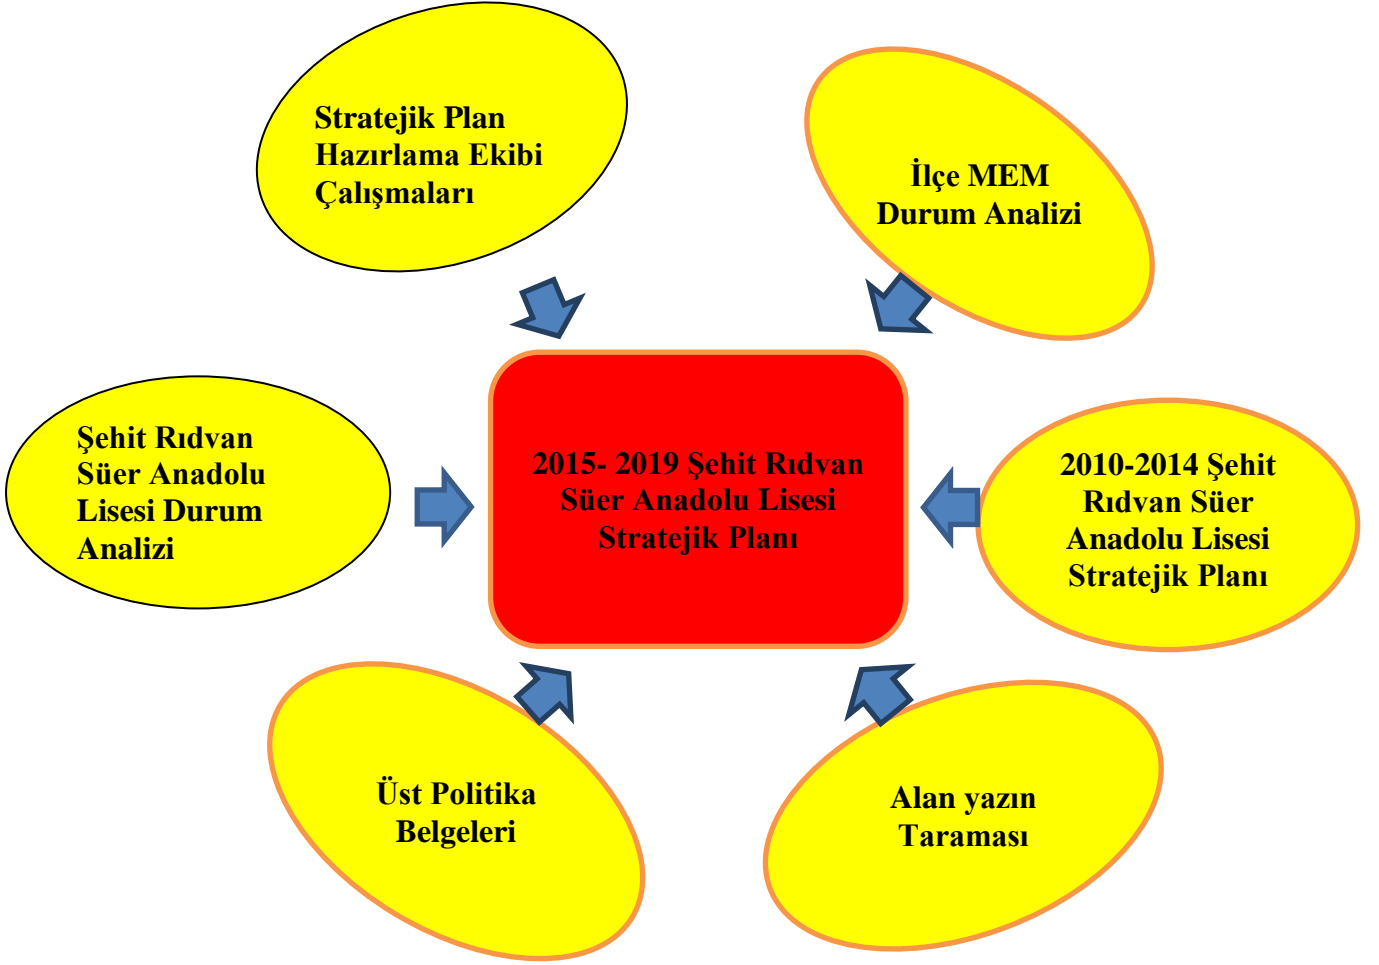 Stratejik Plan
Hazırlama Ekibi
Çalışmaları
İlçe MEM
Durum Analizi
Şehit Rıdvan
Süer Anadolu
Lisesi Durum
Analizi
2015- 2019 Şehit Rıdvan
Süer Anadolu Lisesi
Stratejik Planı
2010-2014 Şehit
Rıdvan Süer
Anadolu Lisesi
Stratejik Planı
Üst Politika
Belgeleri
Alan yazın
Taraması